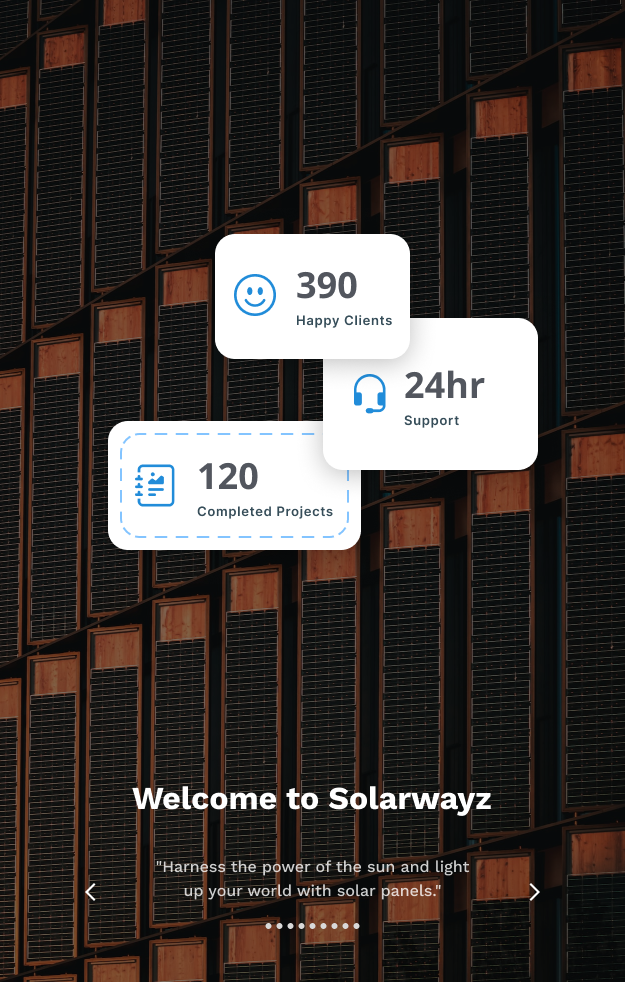 390
Happy Clients
24hr
Support
120
Completed Projects
Welcome to Solarwayz
"Harness the power of the sun and light
up your world with solar panels."